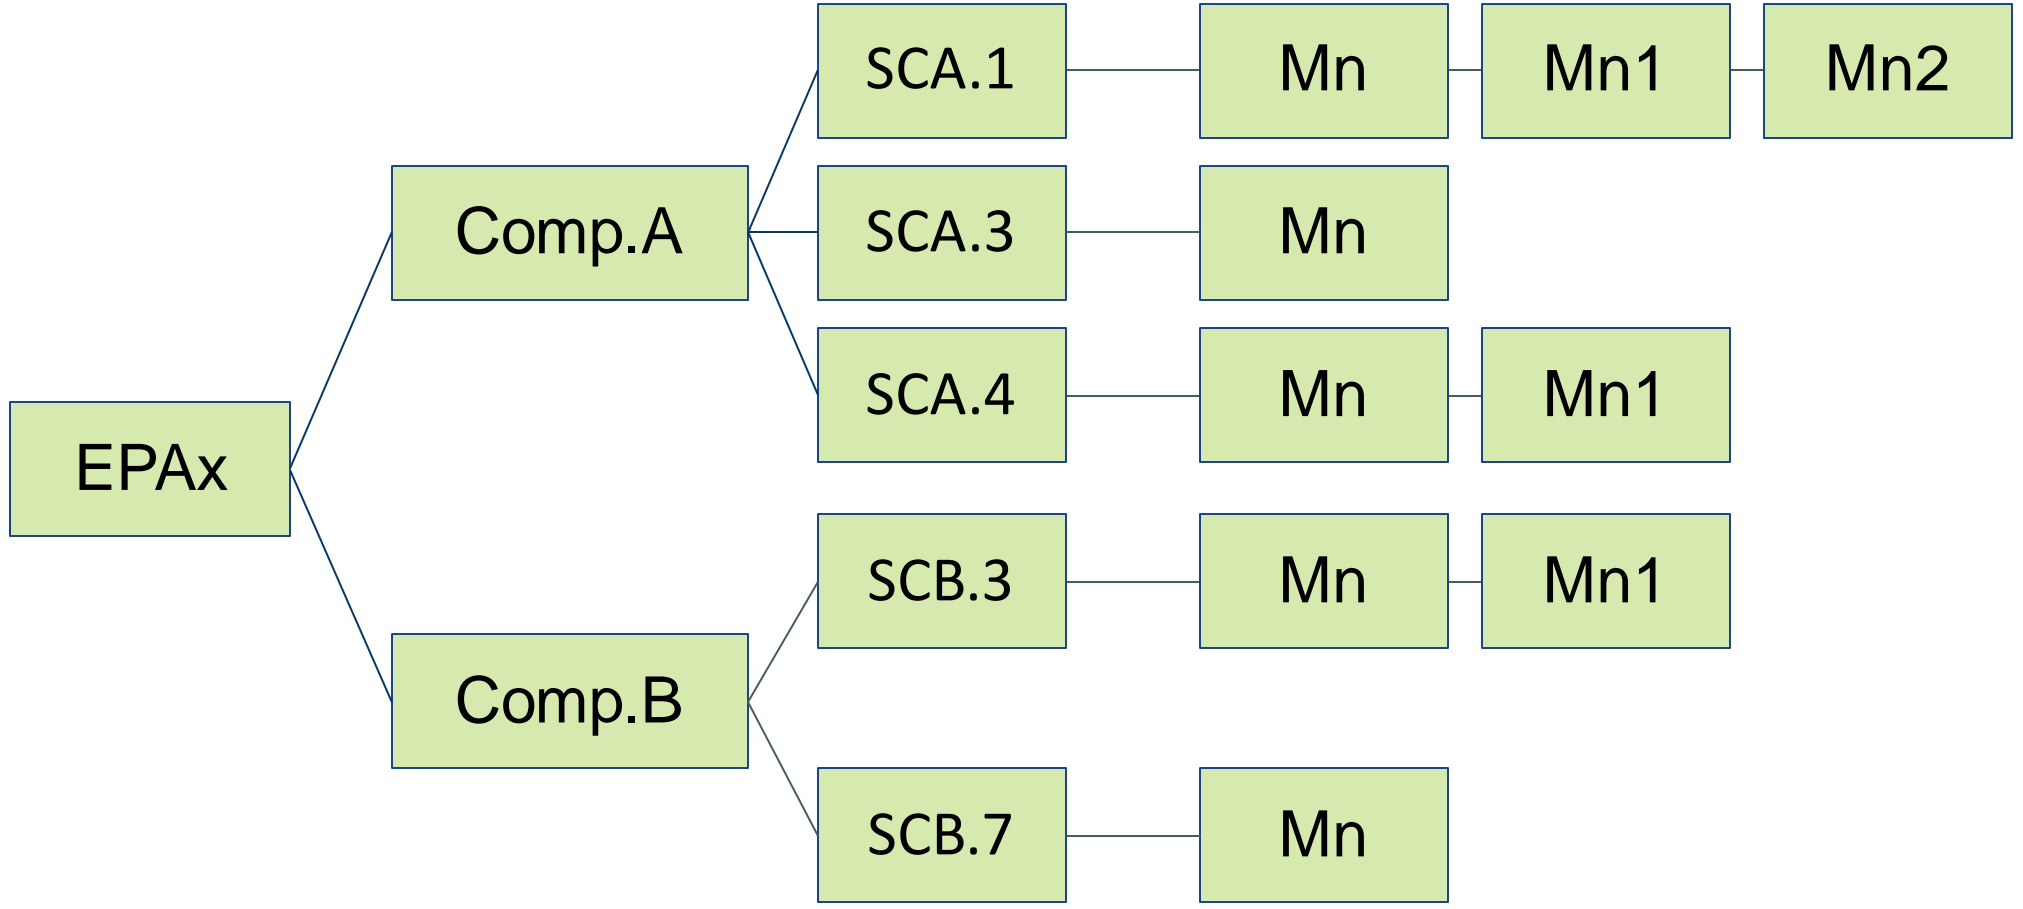 SCA.1
Mn
Mn1
Mn2
Comp.A
SCA.3
Mn
SCA.4
Mn
Mn1
EPAx
SCB.3
Mn
Mn1
Comp.B
SCB.7
Mn